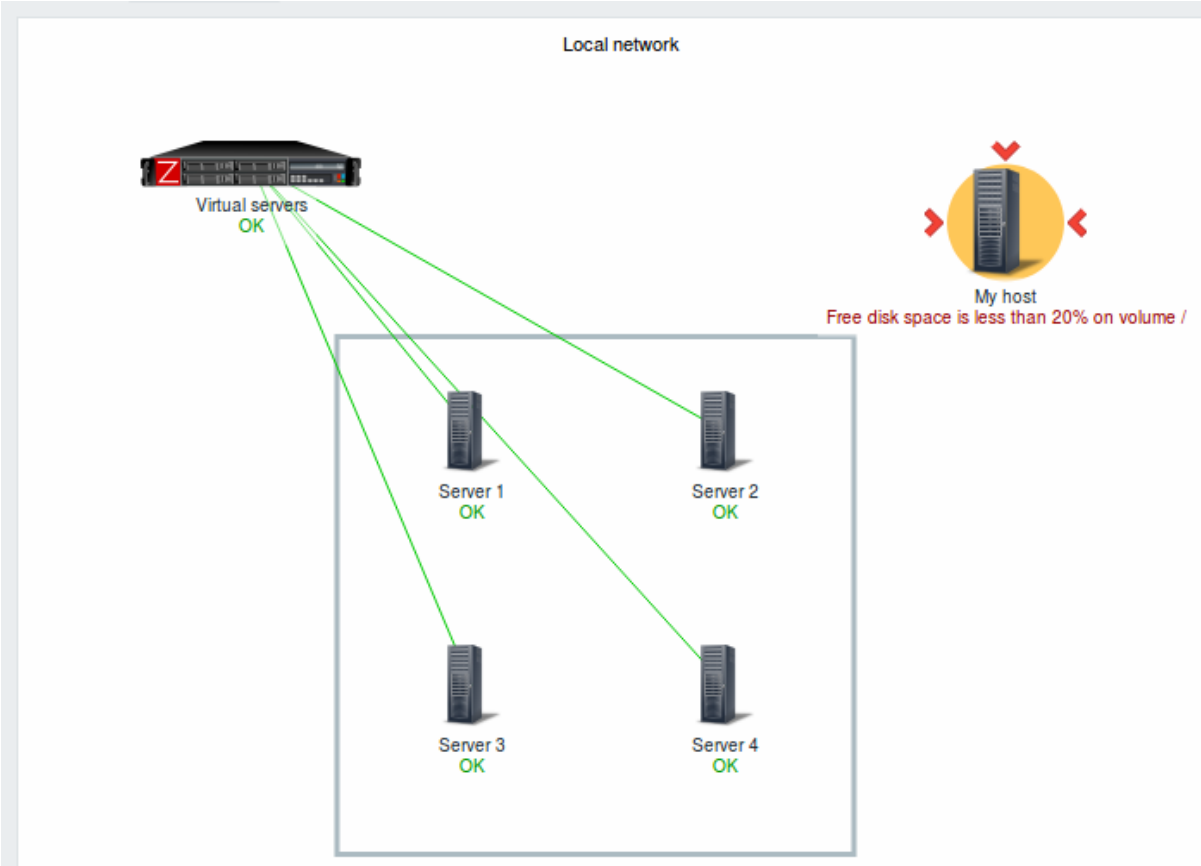 Local network
Z
Virtual servers
OK
My host
Free disk space is less than 20% on volume /
Server 1
OK
Server 2
OK
Server 3
OK
Server 4
OK